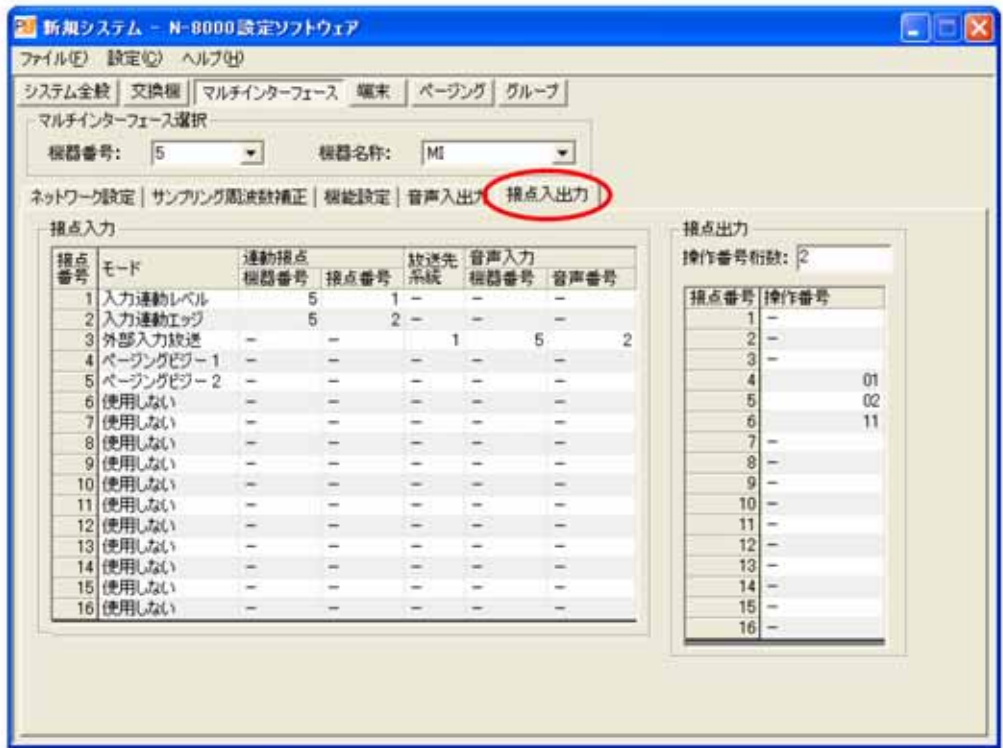 新規システム - N-8000設定ソフトウェア
ファイル(F) 設定(C) ヘルプ(H)
システム全般 交換機 マルチインターフェース 端末 ページング グループ
マルチインターフェース選択
機器番号: 5 機器名称: MI
ネットワーク設定 サンプリング周波数補正 機能設定 音声入出力 接点入出力
接点入力
接点番号 モード 連動接点 機器番号 接点番号 放送先系統 音声入力 機器番号 音声番号
1 入力連動レベル 5 1 - - -
2 入力連動エッジ 5 2 - - -
3 外部入力放送 - - 1 5 2
4 ページングビジー1 - - - - -
5 ページングビジー2 - - - - -
6 使用しない - - - - -
7 使用しない - - - - -
8 使用しない - - - - -
9 使用しない - - - - -
10 使用しない - - - - -
11 使用しない - - - - -
12 使用しない - - - - -
13 使用しない - - - - -
14 使用しない - - - - -
15 使用しない - - - - -
16 使用しない - - - - -
接点出力
操作番号桁数: 2
接点番号 操作番号
1 -
2 -
3 -
4 01
5 02
6 11
7 -
8 -
9 -
10 -
11 -
12 -
13 -
14 -
15 -
16 -